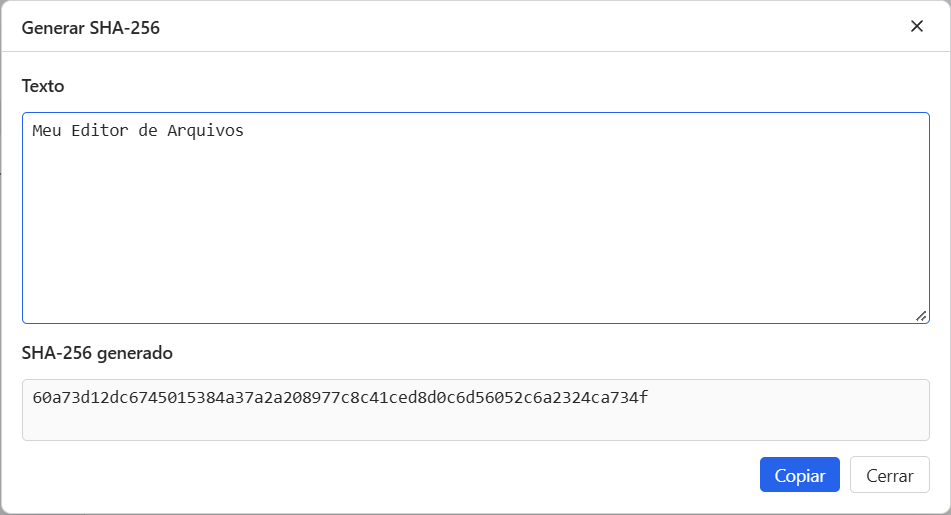 Generar SHA-256
Texto
Meu Editor de Arquivos
SHA-256 generado
60a73d12dc6745015384a37a2a208977c8c41ced8d0c6d56052c6a2324ca734f
Copiar
Cerrar